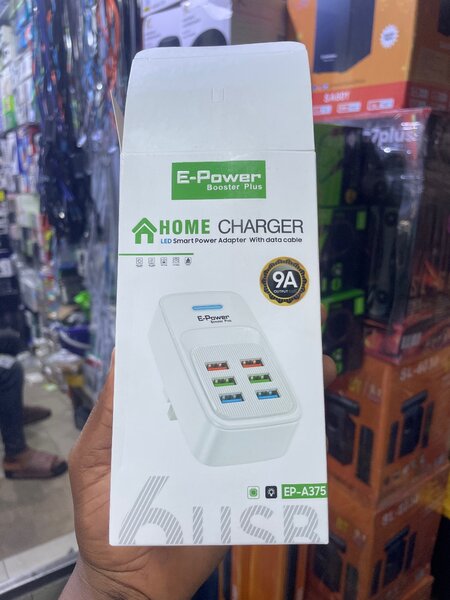 E-Power
Booster Plus
HOME CHARGER
LED Smart Power Adapter With data cable
9A
OUTPUT
E-Power
Booster Plus
EP-A375
6USB
7plus